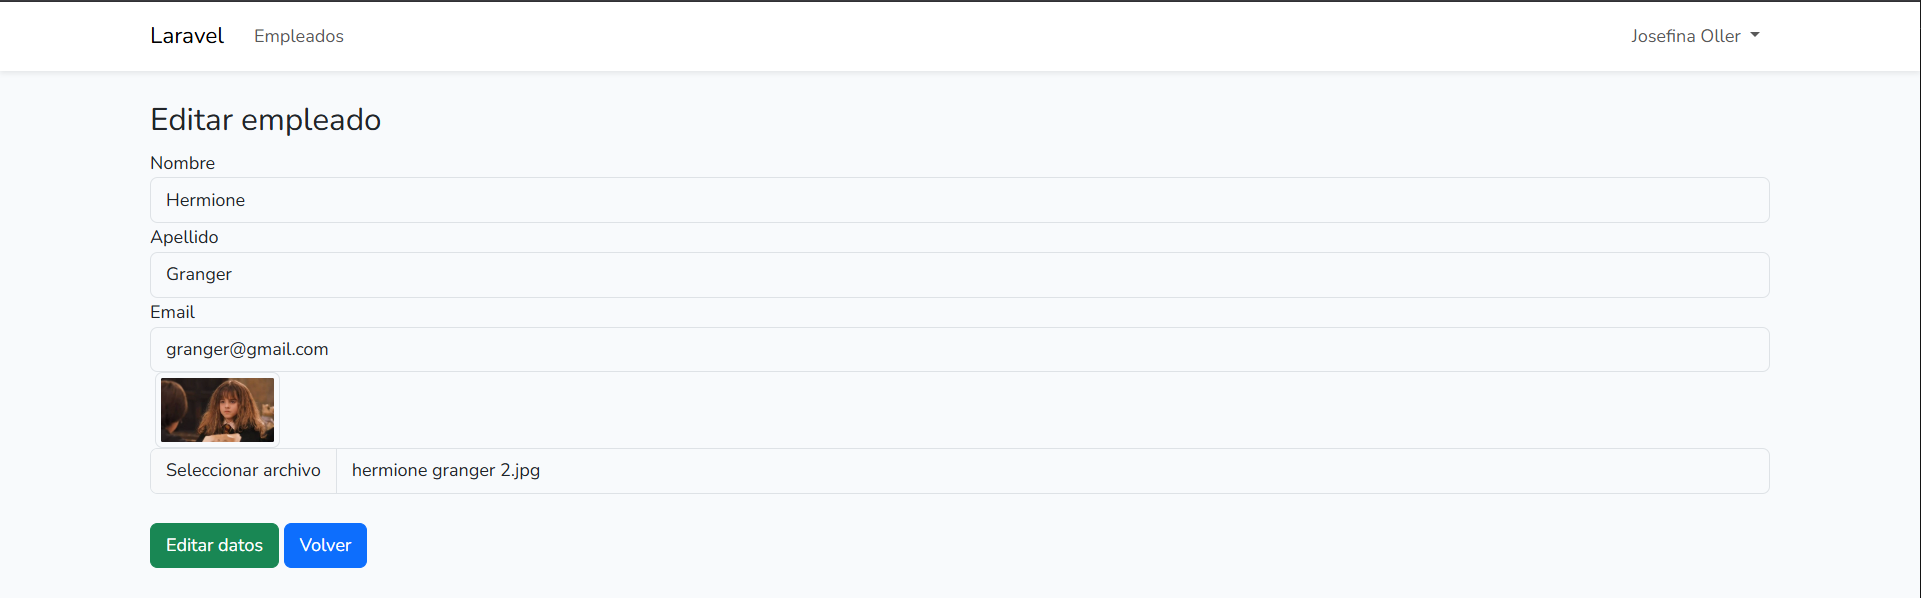 Laravel Empleados Josefina Oller
Editar empleado
Nombre
Hermione
Apellido
Granger
Email
granger@gmail.com
Seleccionar archivo hermione granger 2.jpg
Editar datos Volver